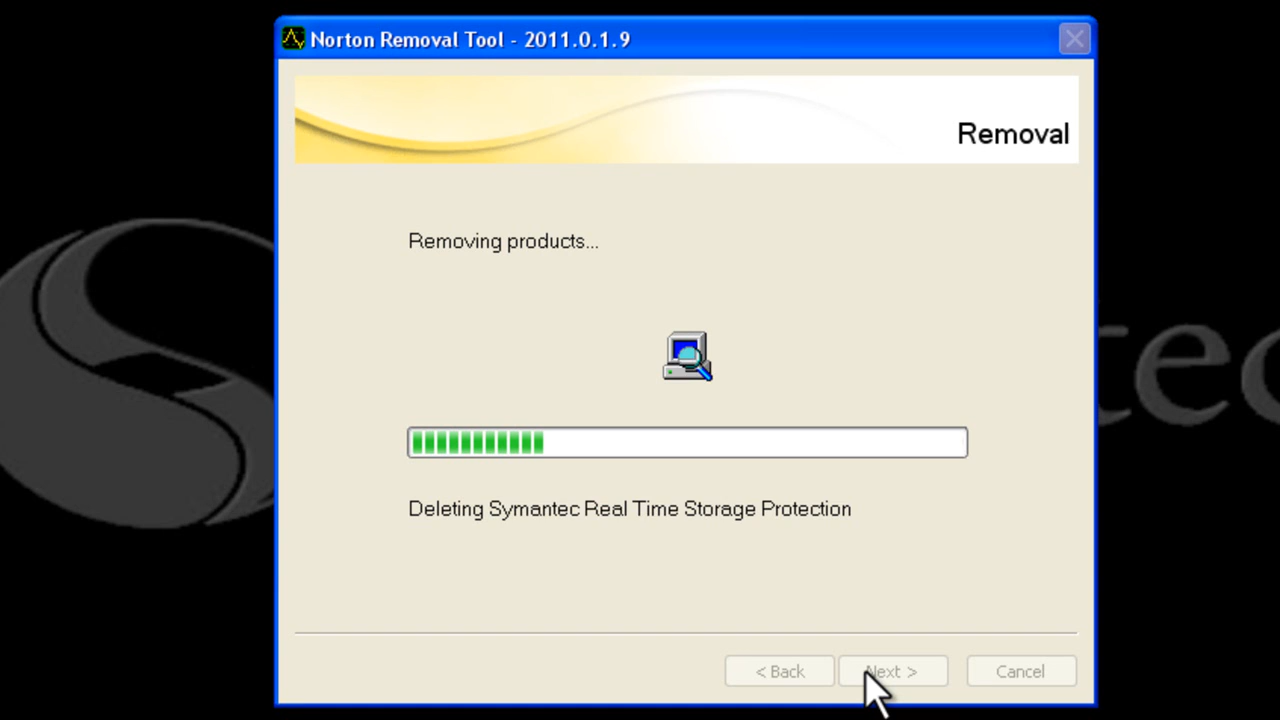 Norton Removal Tool - 2011.0.1.9
Removal
Removing products...
Deleting Symantec Real Time Storage Protection
< Back
Next >
Cancel